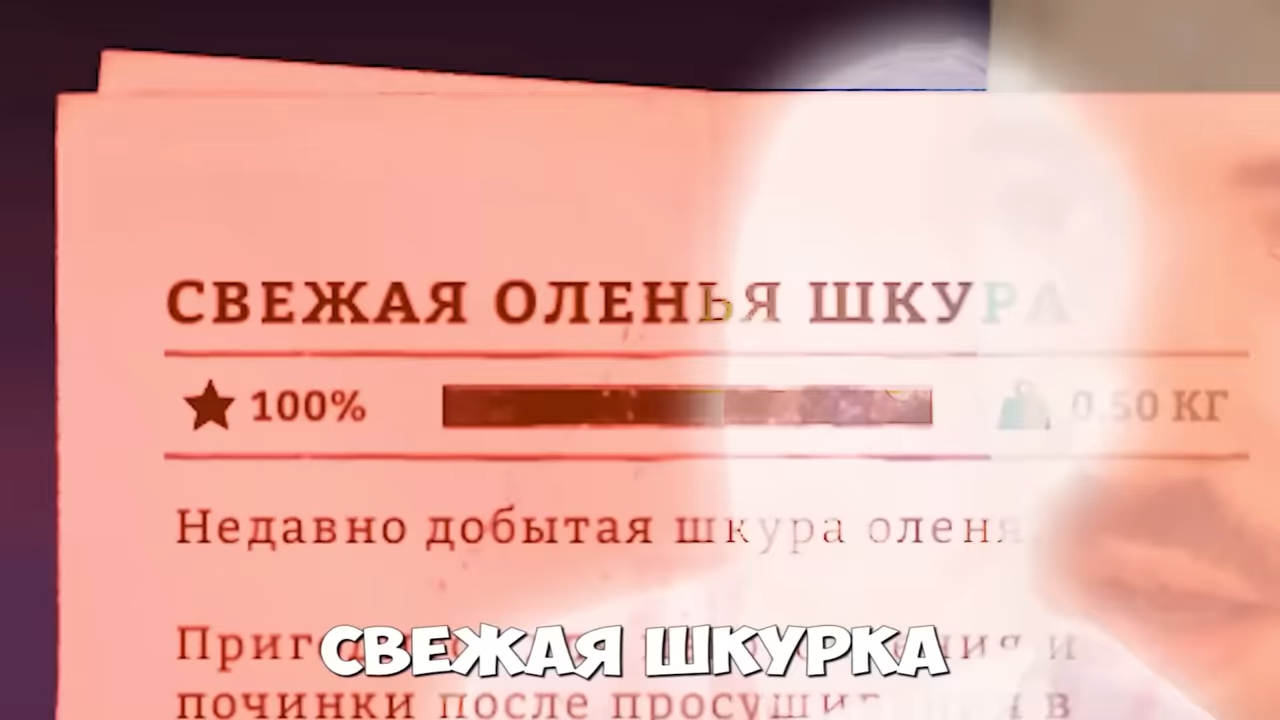 СВЕЖАЯ ОЛЕНЬЯ ШКУРА
100% 0.50 КГ
Недавно добытая шкура оленя.
и
СВЕЖАЯ ШКУРКА
починки после в